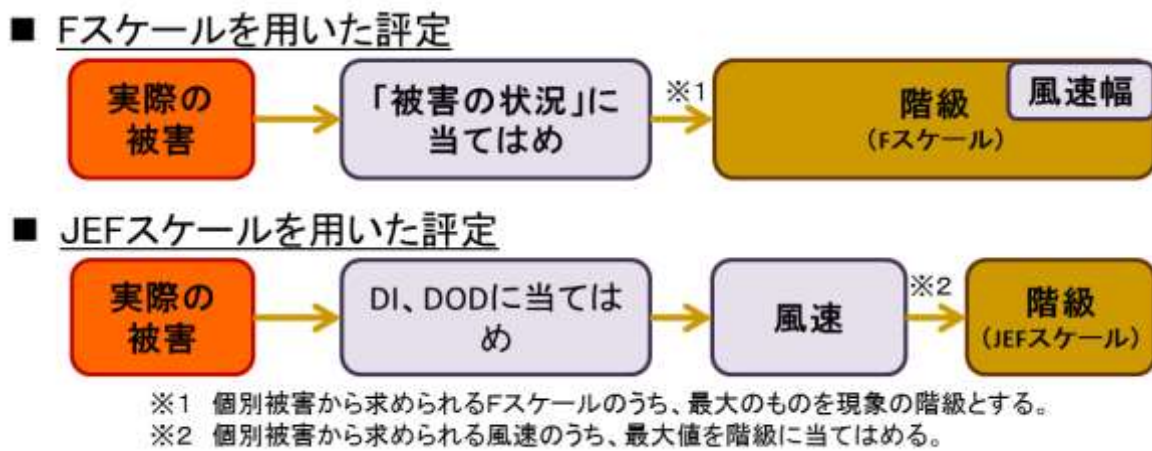 ■ Fスケールを用いた評定
実際の
被害
「被害の状況」に
当てはめ
※1
階級
(Fスケール)
風速幅
■ JEFスケールを用いた評定
実際の
被害
DI、DODに当ては
め
風速
※2
階級
(JEFスケール)
※1 個別被害から求められるFスケールのうち、最大のものを現象の階級とする。
※2 個別被害から求められる風速のうち、最大値を階級に当てはめる。